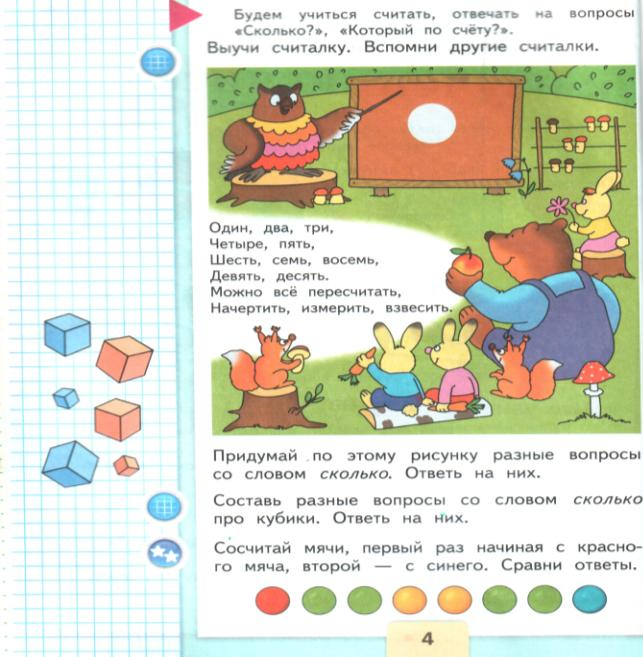 Будем учиться считать, отвечать на вопросы
«Сколько?», «Который по счёту?».
Выучи считалку. Вспомни другие считалки.
Один, два, три,
Четыре, пять,
Шесть, семь, восемь,
Девять, десять.
Можно всё пересчитать,
Начертить, измерить, взвесить.
Придумай по этому рисунку разные вопросы
со словом сколько. Ответь на них.
Составь разные вопросы со словом сколько
про кубики. Ответь на них.
Сосчитай мячи, первый раз начиная с красно-
го мяча, второй — с синего. Сравни ответы.
4